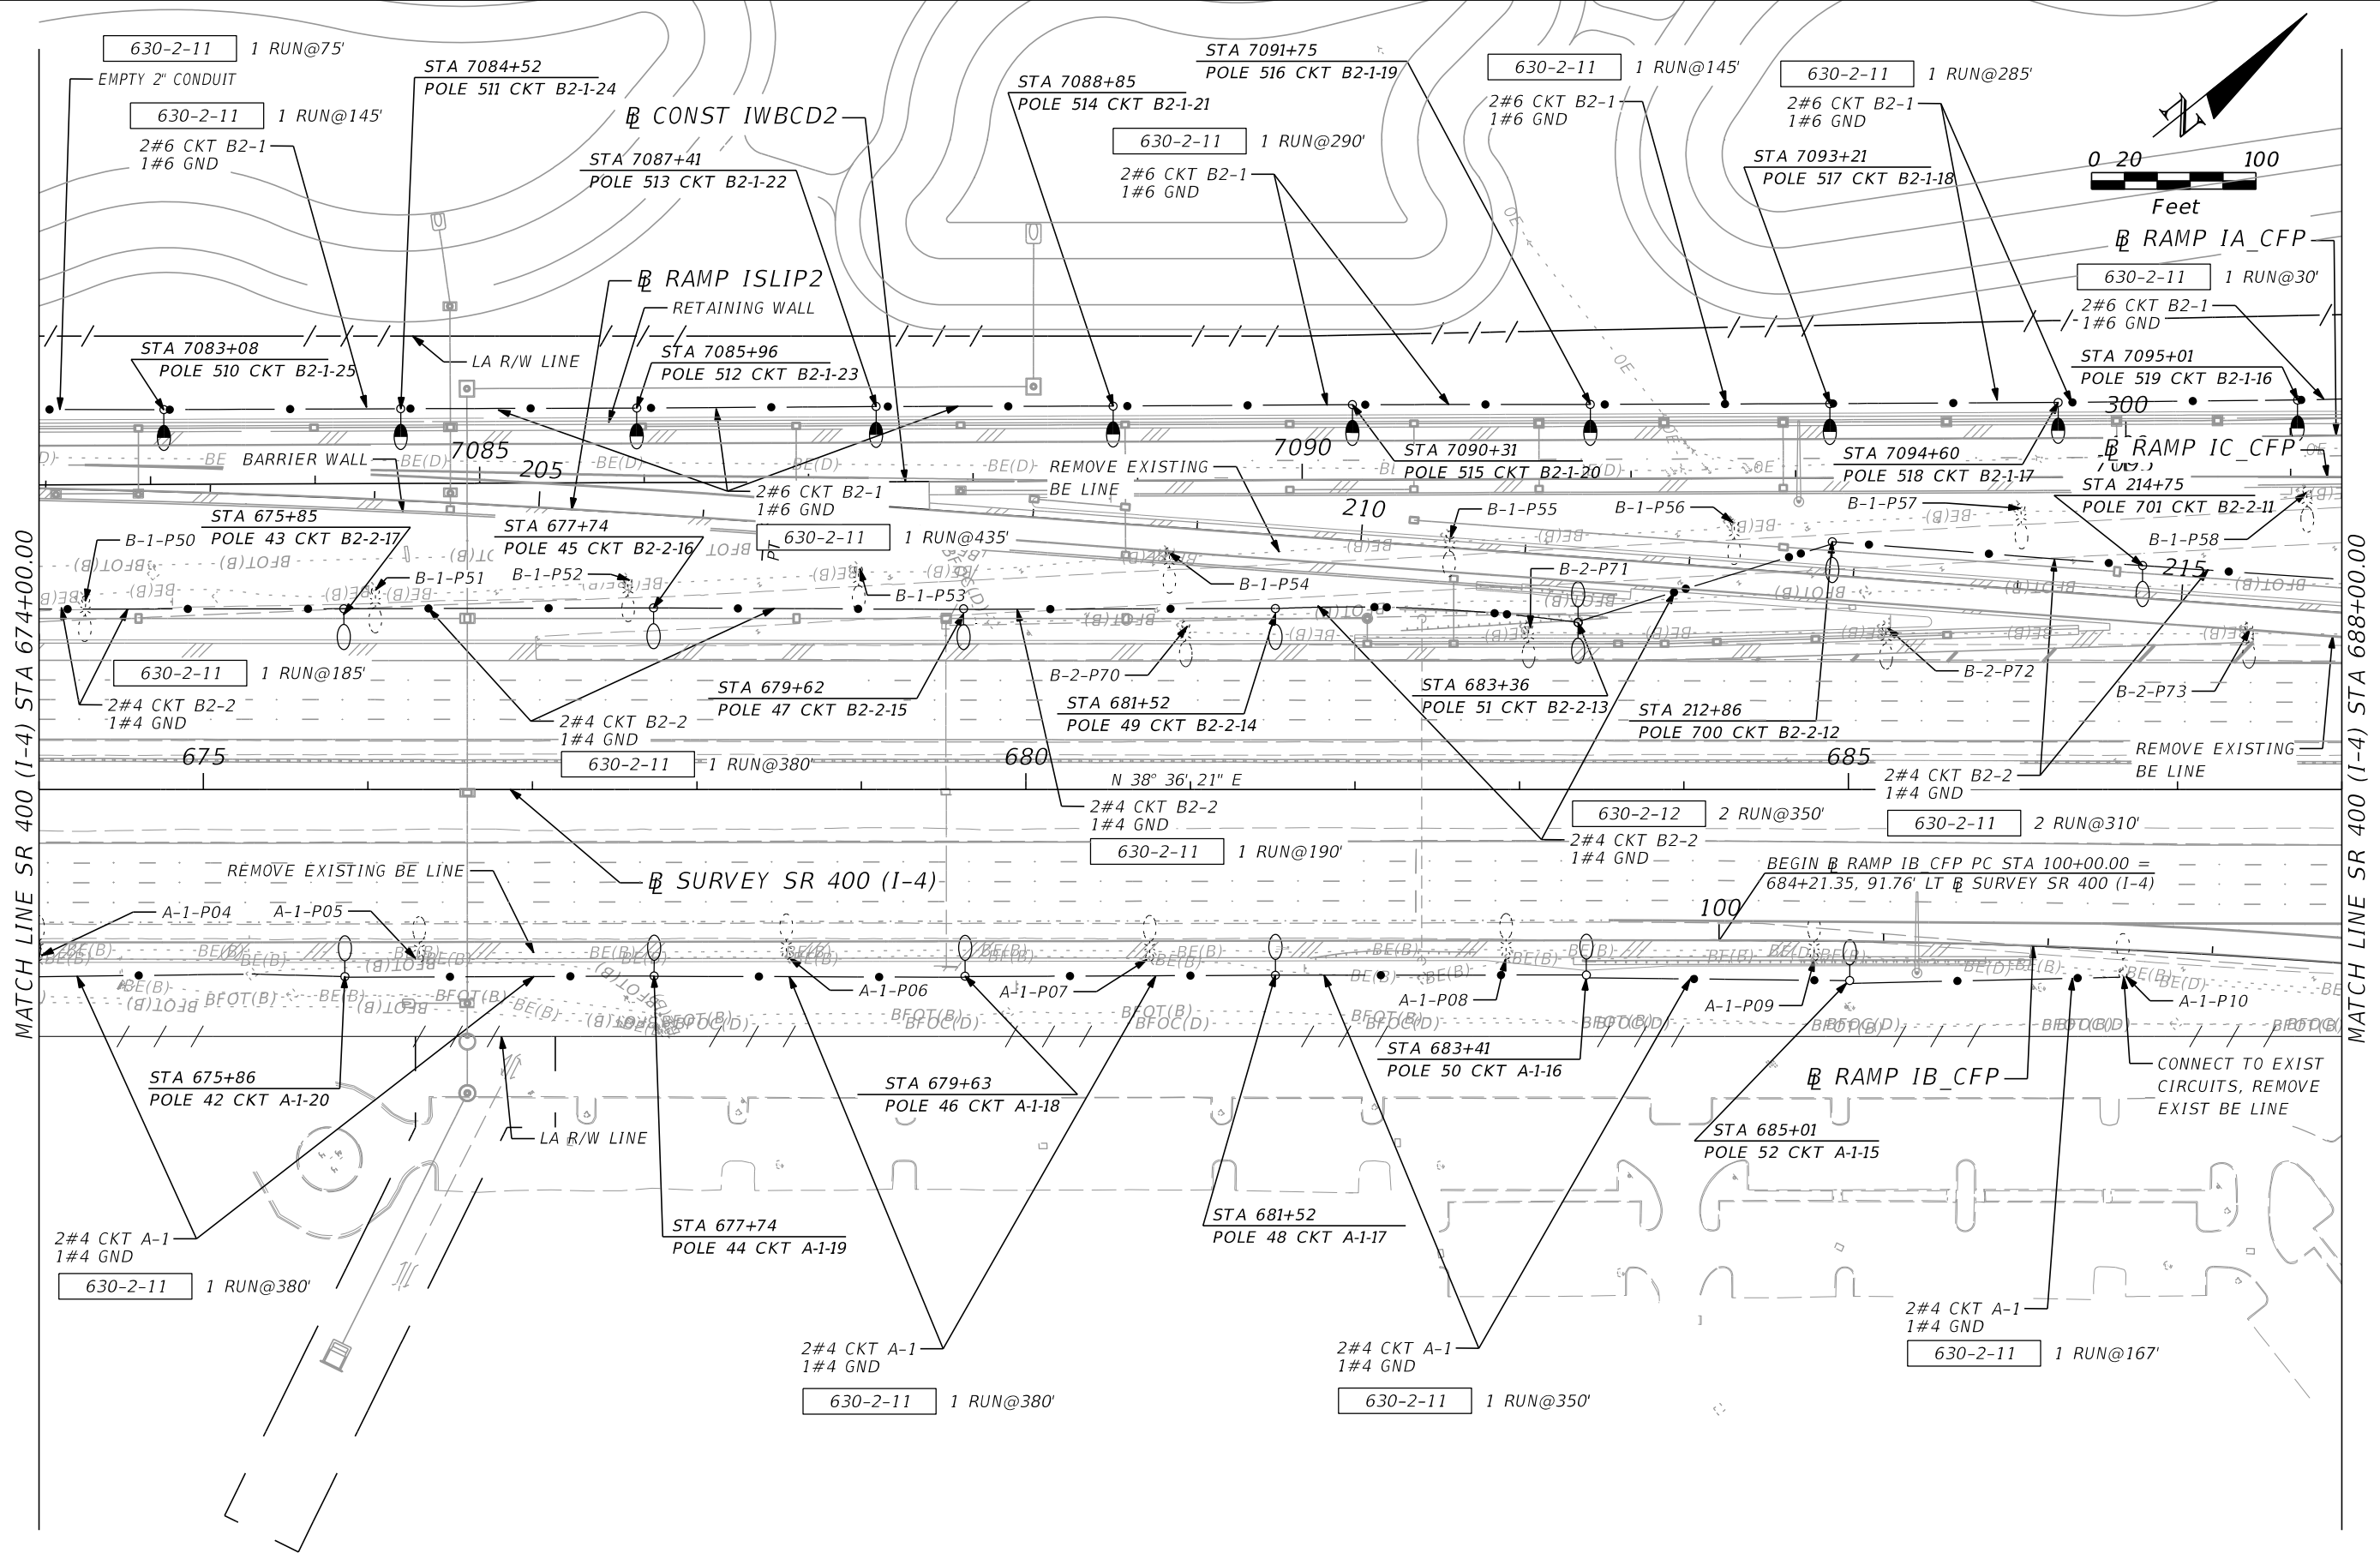 630-2-11 1 RUN@75'
EMPTY 2" CONDUIT
630-2-11 1 RUN@145'
2#6 CKT B2-1
1#6 GND
STA 7084+52
POLE 511 CKT B2-1-24
B CONST IWBCD2
STA 7087+41
POLE 513 CKT B2-1-22
STA 7088+85
POLE 514 CKT B2-1-21
STA 7091+75
POLE 516 CKT B2-1-19
630-2-11 1 RUN@290'
2#6 CKT B2-1
1#6 GND
630-2-11 1 RUN@145'
2#6 CKT B2-1
1#6 GND
630-2-11 1 RUN@285'
2#6 CKT B2-1
1#6 GND
STA 7093+21
POLE 517 CKT B2-1-18
N
0 20 100
Feet
BL RAMP IA_CFP
630-2-11 1 RUN@30'
2#6 CKT B2-1
1#6 GND
BL RAMP ISLIP2
RETAINING WALL
LA R/W LINE
STA 7083+08
POLE 510 CKT B2-1-25
STA 7085+96
POLE 512 CKT B2-1-23
STA 7095+01
POLE 519 CKT B2-1-16
300
BARRIER WALL
7085
205
7090
210
2#6 CKT B2-1
1#6 GND
630-2-11 1 RUN@435'
PT
REMOVE EXISTING
BE LINE
STA 7090+31
POLE 515 CKT B2-1-20
STA 7094+60
POLE 518 CKT B2-1-17
BL RAMP IC_CFP
7095
STA 214+75
POLE 701 CKT B2-2-11
STA 675+85
POLE 43 CKT B2-2-17
STA 677+74
POLE 45 CKT B2-2-16
B-1-P50
B-1-P51
B-1-P52
B-1-P53
B-1-P54
B-1-P55
B-1-P56
B-1-P57
B-1-P58
B-2-P71
215
630-2-11 1 RUN@185'
2#4 CKT B2-2
1#4 GND
2#4 CKT B2-2
1#4 GND
630-2-11 1 RUN@380'
STA 679+62
POLE 47 CKT B2-2-15
B-2-P70
STA 681+52
POLE 49 CKT B2-2-14
STA 683+36
POLE 51 CKT B2-2-13
STA 212+86
POLE 700 CKT B2-2-12
B-2-P72
B-2-P73
REMOVE EXISTING
BE LINE
675
680
685
N 38° 36' 21" E
2#4 CKT B2-2
1#4 GND
630-2-11 1 RUN@190'
630-2-12 2 RUN@350'
2#4 CKT B2-2
1#4 GND
2#4 CKT B2-2
1#4 GND
630-2-11 2 RUN@310'
MATCH LINE SR 400 (I-4) STA 674+00.00
MATCH LINE SR 400 (I-4) STA 688+00.00
REMOVE EXISTING BE LINE
BL SURVEY SR 400 (I-4)
BEGIN BL RAMP IB_CFP PC STA 100+00.00 =
684+21.35, 91.76' LT BL SURVEY SR 400 (I-4)
100
A-1-P04
A-1-P05
A-1-P06
A-1-P07
A-1-P08
A-1-P09
A-1-P10
STA 675+86
POLE 42 CKT A-1-20
LA R/W LINE
STA 679+63
POLE 46 CKT A-1-18
STA 683+41
POLE 50 CKT A-1-16
BL RAMP IB_CFP
CONNECT TO EXIST
CIRCUITS, REMOVE
EXIST BE LINE
STA 685+01
POLE 52 CKT A-1-15
STA 677+74
POLE 44 CKT A-1-19
STA 681+52
POLE 48 CKT A-1-17
2#4 CKT A-1
1#4 GND
630-2-11 1 RUN@380'
2#4 CKT A-1
1#4 GND
630-2-11 1 RUN@380'
2#4 CKT A-1
1#4 GND
630-2-11 1 RUN@350'
2#4 CKT A-1
1#4 GND
630-2-11 1 RUN@167'